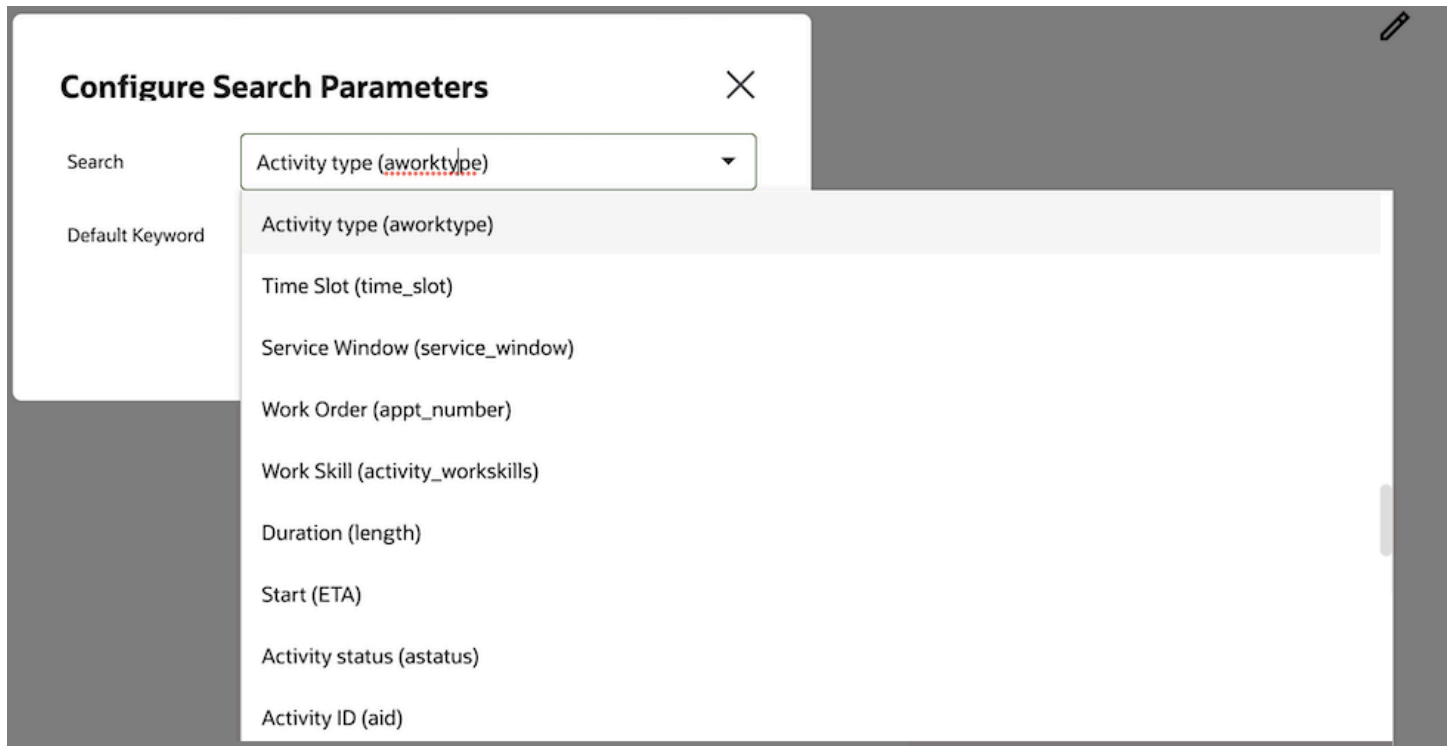 Configure Search Parameters
Search
Activity type (aworktype)
Default Keyword
Activity type (aworktype)
Time Slot (time_slot)
Service Window (service_window)
Work Order (appt_number)
Work Skill (activity_workskills)
Duration (length)
Start (ETA)
Activity status (astatus)
Activity ID (aid)